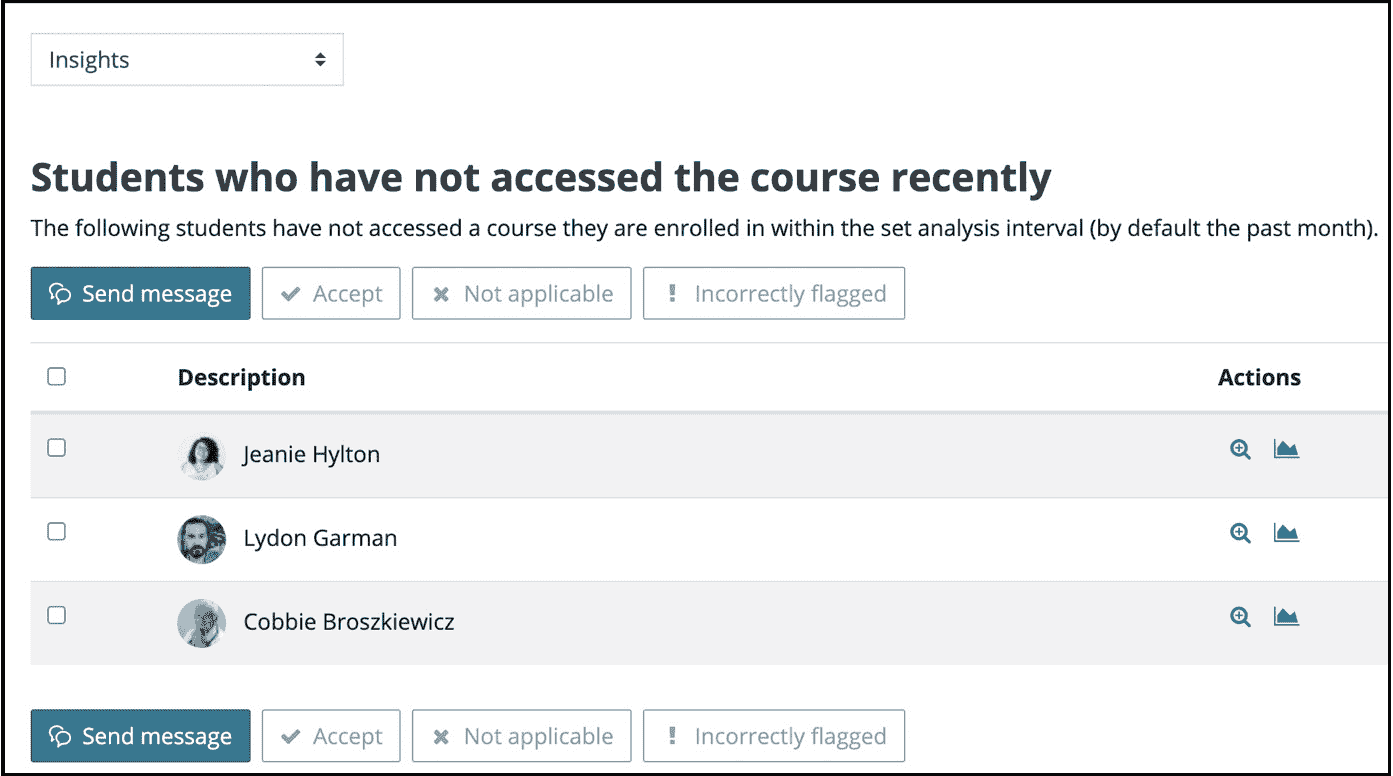 Insights
Students who have not accessed the course recently
The following students have not accessed a course they are enrolled in within the set analysis interval (by default the past month).
Send message Accept Not applicable Incorrectly flagged
Description Actions
Jeanie Hylton
Lydon Garman
Cobbie Broszkiewicz
Send message Accept Not applicable Incorrectly flagged